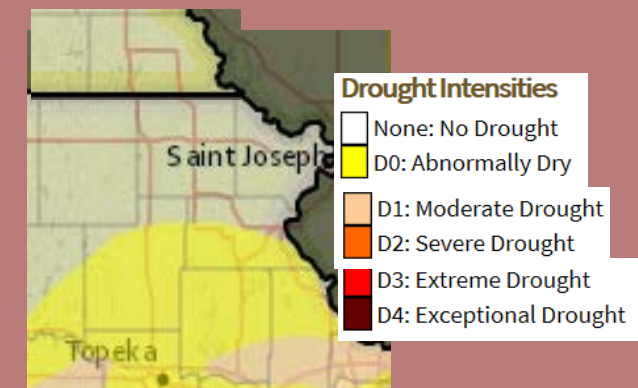 Drought Intensities
None: No Drought
Saint Joseph
D0: Abnormally Dry
D1: Moderate Drought
D2: Severe Drought
D3: Extreme Drought
D4: Exceptional Drought
Topeka